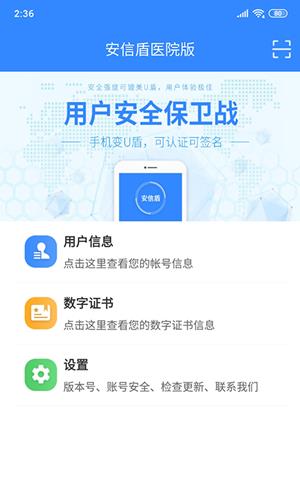 2:36
80
安信盾医院版
安全强度可媲美U盾，用户体验极佳
用户安全保卫战
手机变U盾，可认证可签名
安信盾
用户信息
点击这里查看您的帐号信息
数字证书
点击这里查看您的数字证书信息
设置
版本号、账号安全、检查更新、联系我们